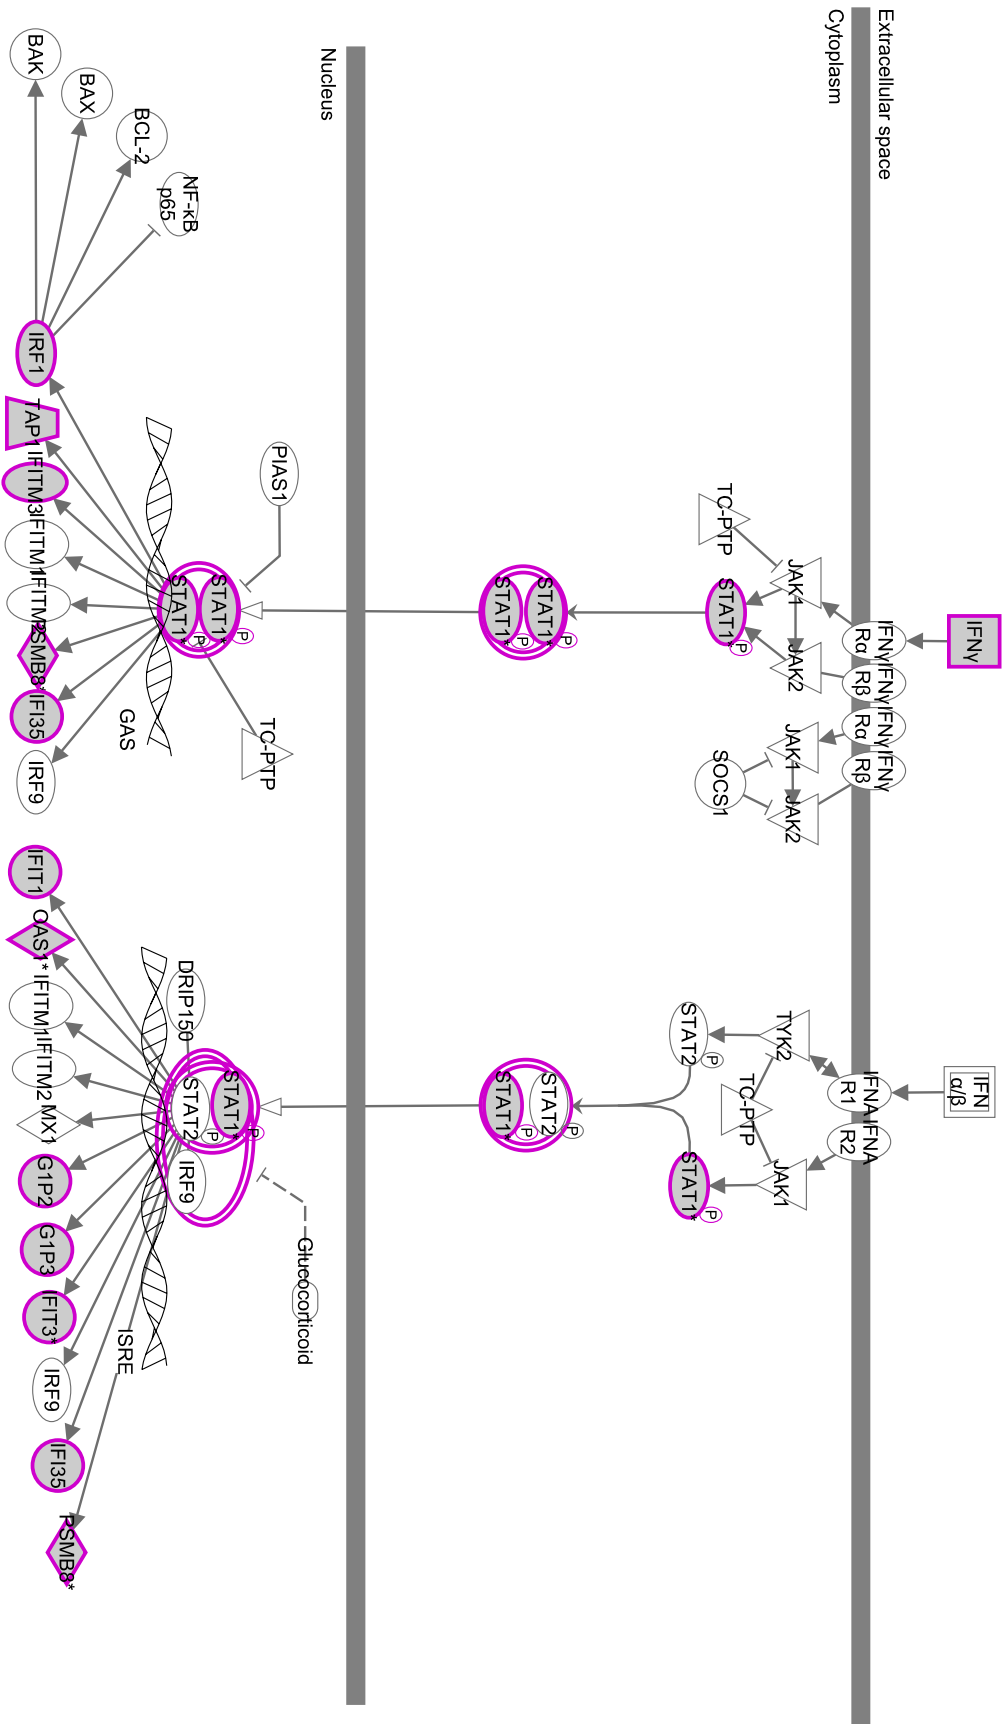 Extracellular space
Cytoplasm
IFNγ
IFN
α/β
IFNγ
Rα
IFNγ
Rβ
IFNγ
Rα
IFNγ
Rβ
IFNA
R1
IFNA
R2
JAK1
JAK2
JAK1
JAK2
TYK2
JAK1
TC-PTP
STAT1*
P
SOCS1
STAT2
P
TC-PTP
STAT1*
P
STAT1*
P
STAT1*
P
STAT2
P
STAT1*
P
Nucleus
PIAS1
TC-PTP
Glucocorticoid
NF-κB
p65
BCL-2
BAX
BAK
STAT1*
P
STAT1*
P
GAS
DRIP150
STAT1*
P
STAT2
P
IRF9
ISRE
IRF1
TAP1
IFITM3
IFITM1
IFITM2
PSMB8*
IFI35
IRF9
IFIT1
OAS1*
IFITM1
IFITM2
MX1
G1P2
G1P3
IFIT3*
IRF9
IFI35
PSMB8*